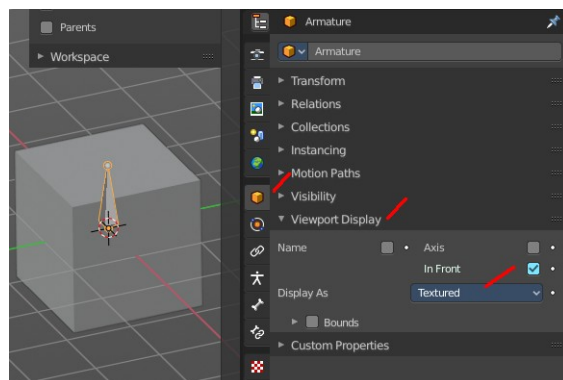 Parents
Workspace
Armature
Armature
Transform
Relations
Collections
Instancing
Motion Paths
Visibility
Viewport Display
Name
Axis
In Front
Display As
Textured
Bounds
Custom Properties